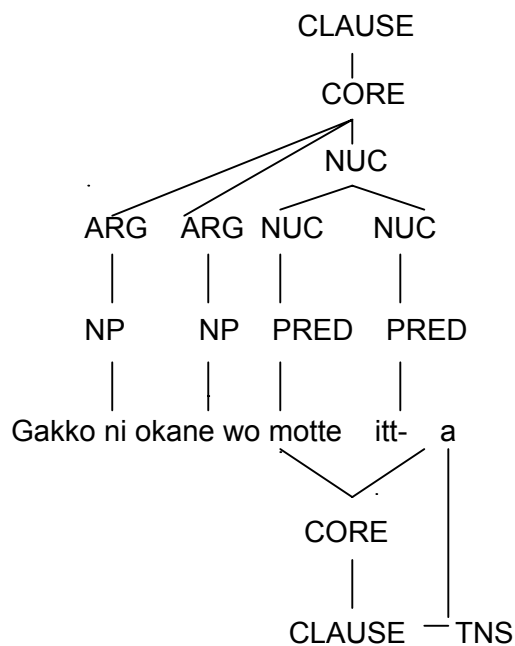 CLAUSE
CORE
NUC
ARG ARG NUC NUC
NP NP PRED PRED
Gakko ni okane wo motte itt- a
CORE
CLAUSE TNS